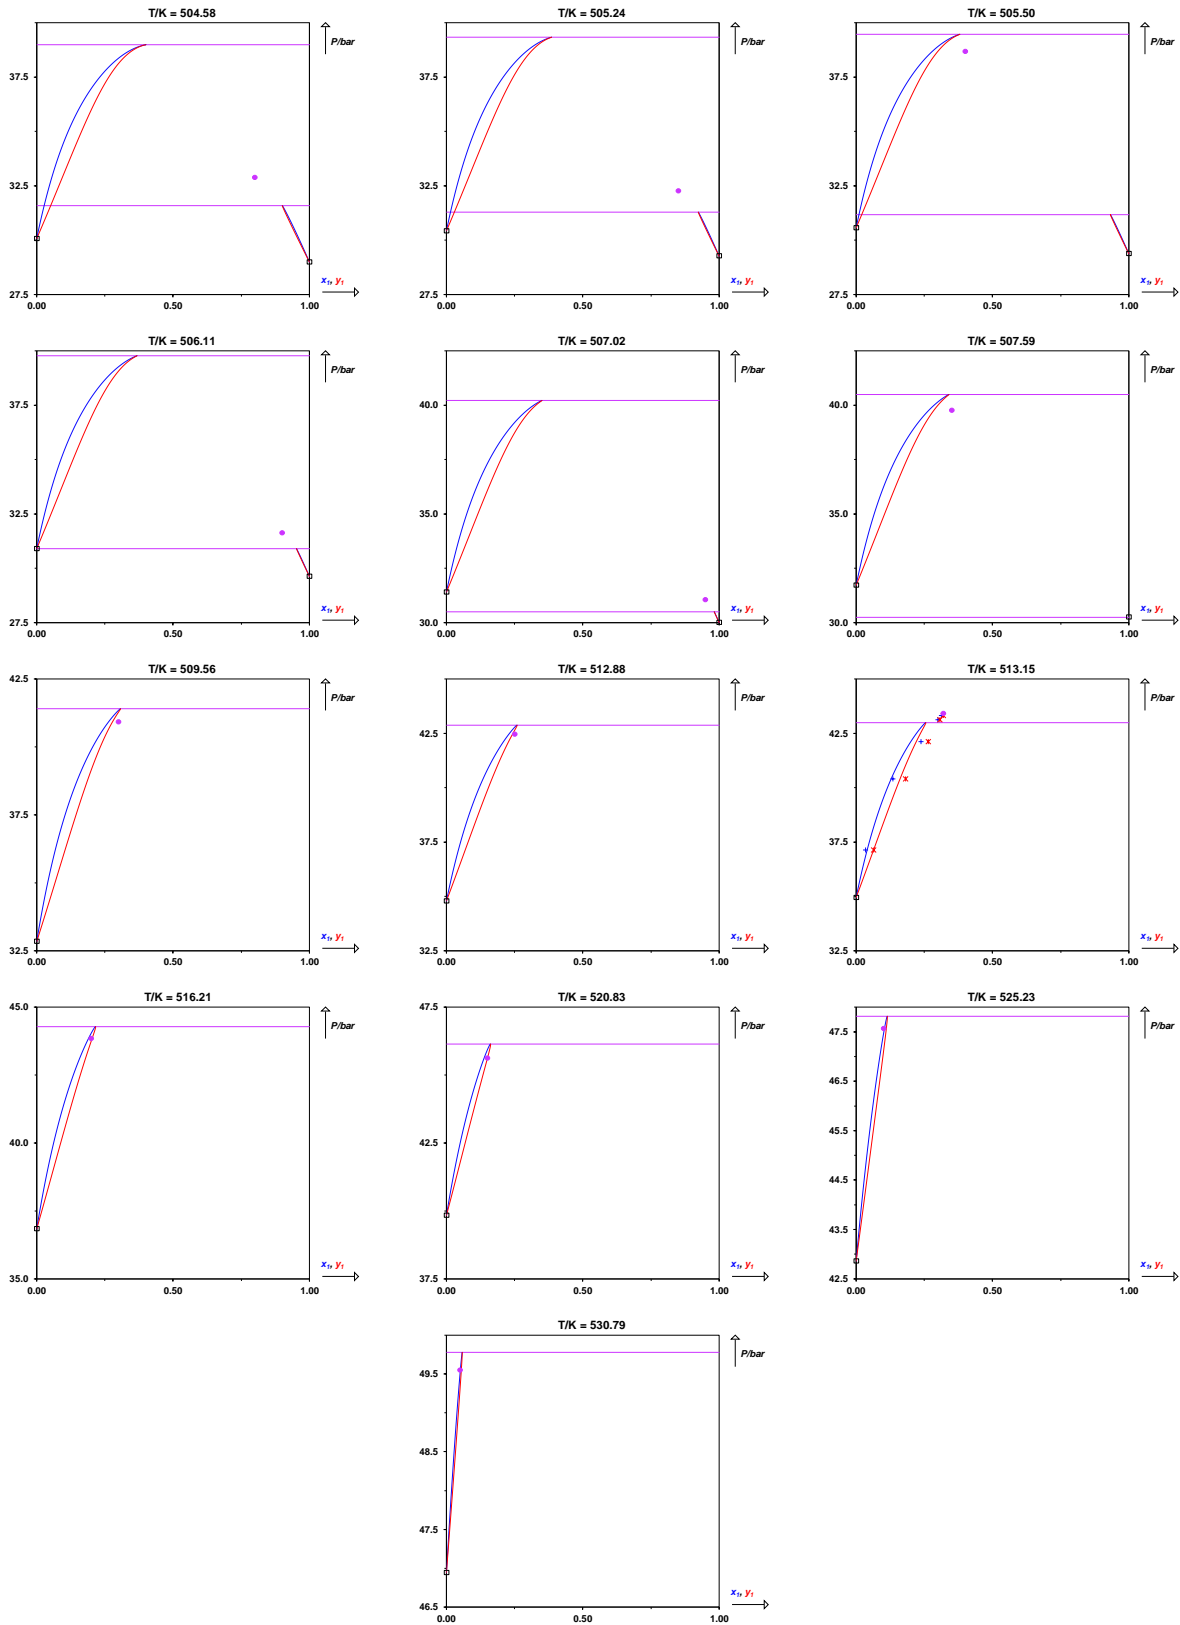 T/K = 504.58
P/bar
37.5
32.5
27.5
x₁, y₁
0.00 0.50 1.00
T/K = 505.24
P/bar
37.5
32.5
27.5
x₁, y₁
0.00 0.50 1.00
T/K = 505.50
P/bar
37.5
32.5
27.5
x₁, y₁
0.00 0.50 1.00
T/K = 506.11
P/bar
37.5
32.5
27.5
x₁, y₁
0.00 0.50 1.00
T/K = 507.02
P/bar
40.0
35.0
30.0
x₁, y₁
0.00 0.50 1.00
T/K = 507.59
P/bar
40.0
35.0
30.0
x₁, y₁
0.00 0.50 1.00
T/K = 509.56
42.5
P/bar
37.5
32.5
x₁, y₁
0.00 0.50 1.00
T/K = 512.88
P/bar
42.5
37.5
32.5
x₁, y₁
0.00 0.50 1.00
T/K = 513.15
P/bar
42.5
37.5
32.5
x₁, y₁
0.00 0.50 1.00
T/K = 516.21
45.0
P/bar
40.0
35.0
x₁, y₁
0.00 0.50 1.00
T/K = 520.83
47.5
P/bar
42.5
37.5
x₁, y₁
0.00 0.50 1.00
T/K = 525.23
P/bar
47.5
46.5
45.5
44.5
43.5
42.5
x₁, y₁
0.00 0.50 1.00
T/K = 530.79
P/bar
49.5
48.5
47.5
46.5
x₁, y₁
0.00 0.50 1.00